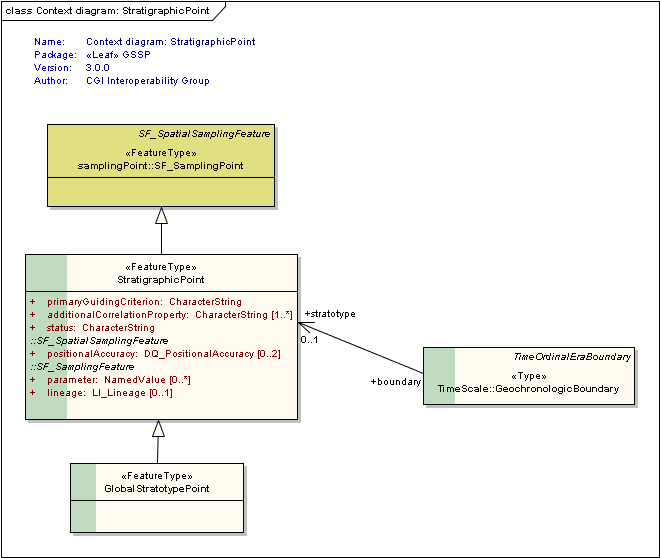 class Context diagram: StratigraphicPoint
Name: Context diagram: StratigraphicPoint
Package: «Leaf» GSSP
Version: 3.0.0
Author: CGI Interoperability Group
SF_SpatialSamplingFeature
«FeatureType»
samplingPoint::SF_SamplingPoint
«FeatureType»
StratigraphicPoint
+ primaryGuidingCriterion: CharacterString
+ additionalCorrelationProperty: CharacterString [1..*]
+ status: CharacterString
::SF_SpatialSamplingFeature
+ positionalAccuracy: DQ_PositionalAccuracy [0..2]
::SF_SamplingFeature
+ parameter: NamedValue [0..*]
+ lineage: LI_Lineage [0..1]
+stratotype
0..1
+boundary
TimeOrdinalEraBoundary
«Type»
TimeScale::GeochronologicBoundary
«FeatureType»
GlobalStratotypePoint